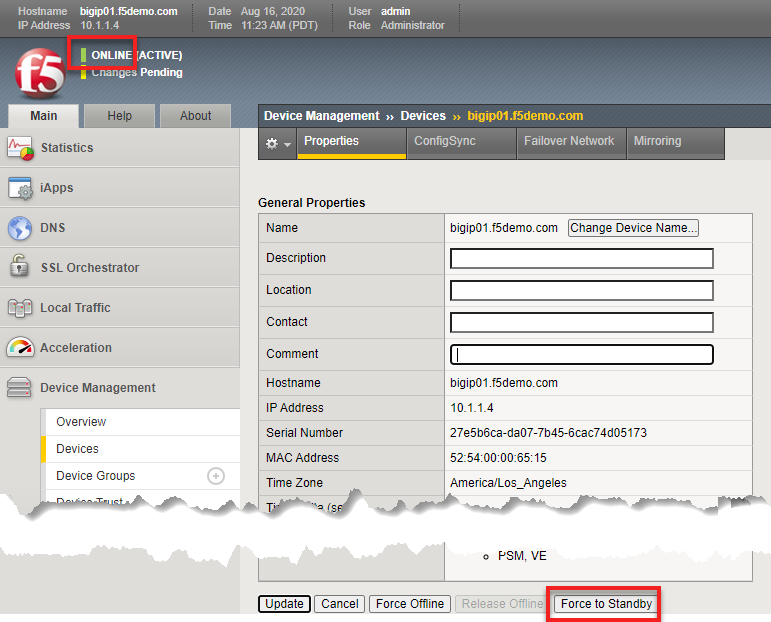 Hostname bigip01.f5demo.com Date Aug 16, 2020 User admin
IP Address 10.1.1.4 Time 11:23 AM (PDT) Role Administrator
f5
ONLINE (ACTIVE)
Changes Pending
Main Help About
Device Management ›› Devices ›› bigip01.f5demo.com
Properties ConfigSync Failover Network Mirroring
Statistics
iApps
DNS
SSL Orchestrator
Local Traffic
Acceleration
Device Management
Overview
Devices
Device Groups
Device Trust
General Properties
Name bigip01.f5demo.com Change Device Name...
Description
Location
Contact
Comment
Hostname bigip01.f5demo.com
IP Address 10.1.1.4
Serial Number 27e5b6ca-da07-7b45-6cac74d05173
MAC Address 52:54:00:00:65:15
Time Zone America/Los_Angeles
PSM, VE
Update Cancel Force Offline Release Offline Force to Standby